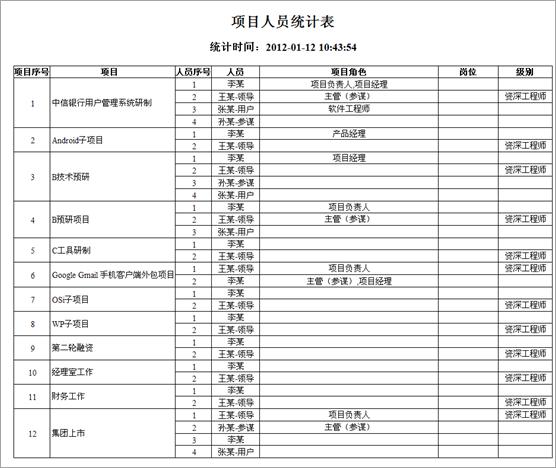 项目人员统计表
统计时间：2012-01-12 10:43:54
项目序号 项目 人员序号 人员 项目角色 岗位 级别
1 中信银行用户管理系统研制 1 李某 项目负责人,项目经理
2 王某-领导 主管（参谋） 资深工程师
3 张某-用户 软件工程师
4 孙某-参谋
2 Android子项目 1 李某 产品经理
2 王某-领导 资深工程师
3 B技术预研 1 李某 项目经理
2 王某-领导 资深工程师
3 孙某-参谋
4 张某-用户
4 B预研项目 1 李某 项目负责人
2 王某-领导 主管（参谋） 资深工程师
3 张某-用户
5 C工具研制 1 李某
2 王某-领导 资深工程师
6 Google Gmail 手机客户端外包项目 1 王某-领导 项目负责人 资深工程师
2 李某 主管（参谋）,项目经理
7 OSi子项目 1 李某
2 王某-领导 资深工程师
8 WP子项目 1 李某
2 王某-领导 资深工程师
9 第二轮融资 1 李某
2 王某-领导 资深工程师
10 经理室工作 1 李某
2 王某-领导 资深工程师
11 财务工作 1 李某
2 王某-领导 资深工程师
12 集团上市 1 王某-领导 项目负责人 资深工程师
2 孙某-参谋 主管（参谋）
3 李某
4 张某-用户